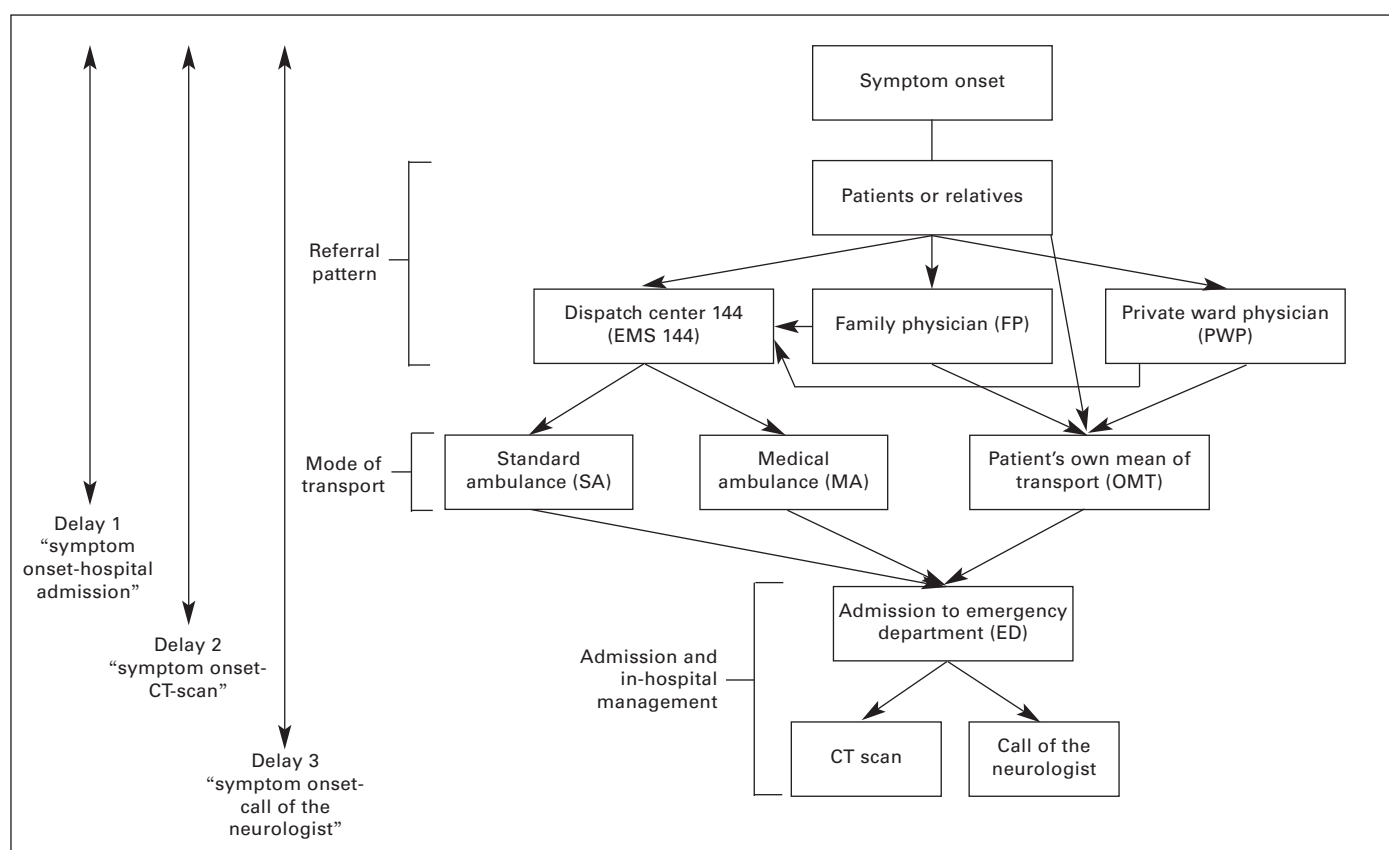 Symptom onset
Patients or relatives
Referral
pattern
Dispatch center 144
(EMS 144)
Family physician (FP)
Private ward physician
(PWP)
Mode of
transport
Standard
ambulance (SA)
Medical
ambulance (MA)
Patient’s own mean of
transport (OMT)
Delay 1
“symptom
onset-hospital
admission”
Delay 2
“symptom onset-
CT-scan”
Delay 3
“symptom onset-
call of the
neurologist”
Admission and
in-hospital
management
Admission to emergency
department (ED)
CT scan
Call of the
neurologist